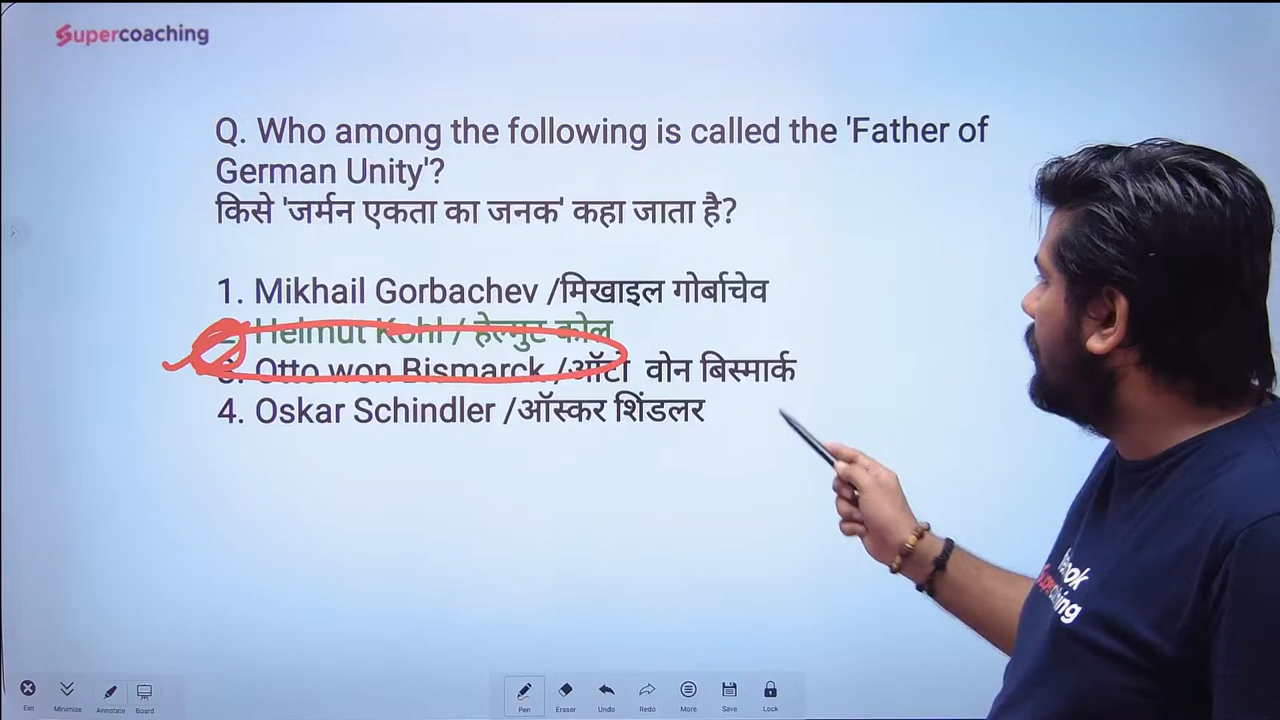 Supercoaching
Q. Who among the following is called the 'Father of
German Unity'?
किसे 'जर्मन एकता का जनक' कहा जाता है?
1. Mikhail Gorbachev /मिखाइल गोर्बाचेव
2. Helmut Kohl / हेल्मुट कोल
3. Otto won Bismarck /ऑटो वोन बिस्मार्क
4. Oskar Schindler /ऑस्कर शिंडलर
Supercoaching
Exit Minimize Annotate Board Pen Eraser Undo Redo More Save Lock